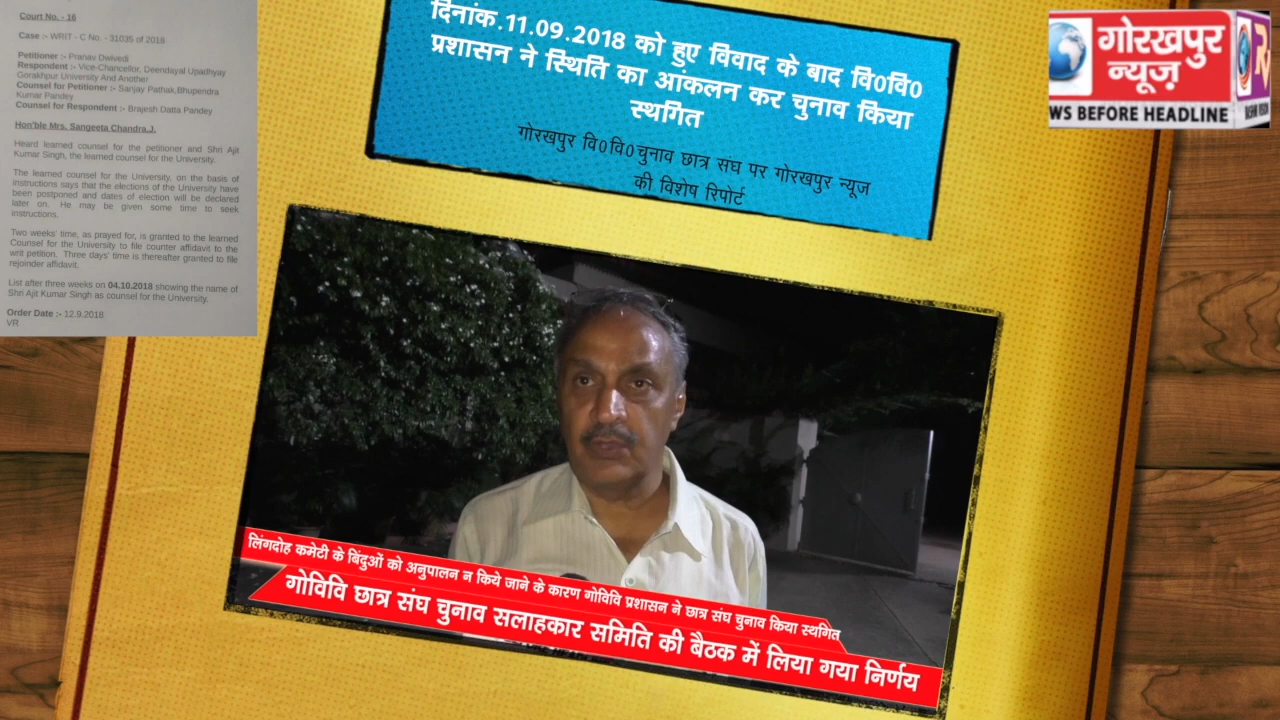 Court No. - 16
Case :- WRIT - C No. - 31035 of 2018
Petitioner :- Pranav Dwivedi
Respondent :- Vice-Chancellor, Deendayal Upadhyay
Gorakhpur University And Another
Counsel for Petitioner :- Sanjay Pathak,Bhupendra
Kumar Pandey
Counsel for Respondent :- Brajesh Datta Pandey
Hon'ble Mrs. Sangeeta Chandra,J.
Heard learned counsel for the petitioner and Shri Ajit
Kumar Singh, the learned counsel for the University.
The learned counsel for the University, on the basis of
instructions says that the elections of the University have
been postponed and dates of election will be declared
later on. He may be given some time to seek
instructions.
Two weeks' time, as prayed for, is granted to the learned
Counsel for the University to file counter affidavit to the
writ petition. Three days' time is thereafter granted to file
rejoinder affidavit.
List after three weeks on 04.10.2018 showing the name of
Shri Ajit Kumar Singh as counsel for the University.
Order Date :- 12.9.2018
VR
दिनांक.11.09.2018 को हुए विवाद के बाद वि0वि0
प्रशासन ने स्थिति का आंकलन कर चुनाव किया
स्थगित
गोरखपुर वि0वि0चुनाव छात्र संघ पर गोरखपुर न्यूज
की विशेष रिपोर्ट
गोरखपुर
न्यूज़
WS BEFORE HEADLINE
लिंगदोह कमेटी के बिंदुओं को अनुपालन न किये जाने के कारण गोविवि प्रशासन ने छात्र संघ चुनाव किया स्थगित
गोविवि छात्र संघ चुनाव सलाहकार समिति की बैठक में लिया गया निर्णय